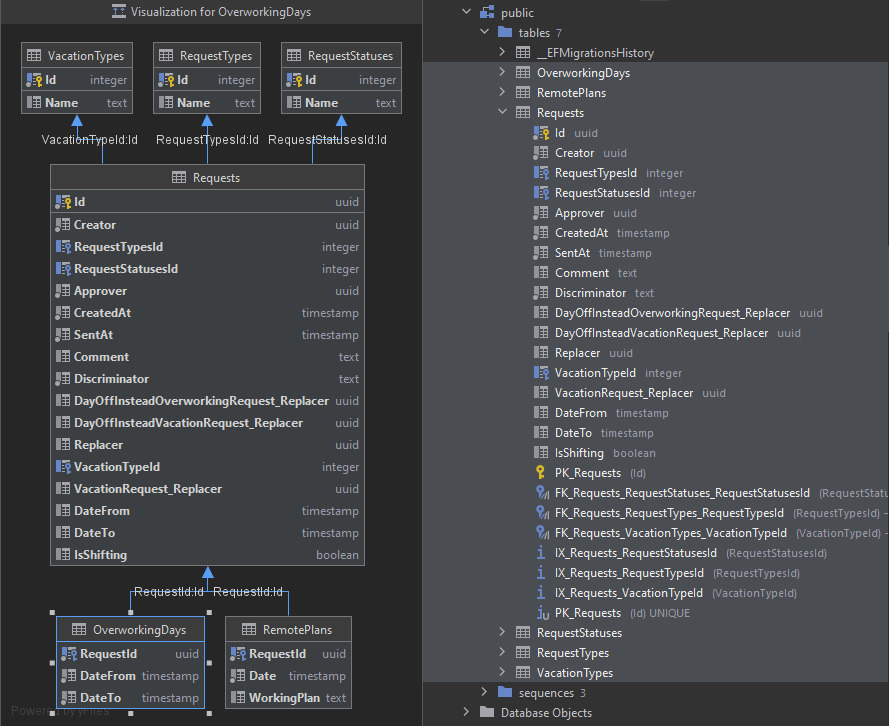 Visualization for OverworkingDays
VacationTypes
Id integer
Name text
RequestTypes
Id integer
Name text
RequestStatuses
Id integer
Name text
VacationTypeId:Id
RequestTypesId:Id
RequestStatusesId:Id
Requests
Id uuid
Creator uuid
RequestTypesId integer
RequestStatusesId integer
Approver uuid
CreatedAt timestamp
SentAt timestamp
Comment text
Discriminator text
DayOffInsteadOverworkingRequest_Replacer uuid
DayOffInsteadVacationRequest_Replacer uuid
Replacer uuid
VacationTypeId integer
VacationRequest_Replacer uuid
DateFrom timestamp
DateTo timestamp
IsShifting boolean
RequestId:Id
RequestId:Id
OverworkingDays
RequestId uuid
DateFrom timestamp
DateTo timestamp
RemotePlans
RequestId uuid
Date timestamp
WorkingPlan text
Powered by yFiles
public
tables 7
__EFMigrationsHistory
OverworkingDays
RemotePlans
Requests
Id uuid
Creator uuid
RequestTypesId integer
RequestStatusesId integer
Approver uuid
CreatedAt timestamp
SentAt timestamp
Comment text
Discriminator text
DayOffInsteadOverworkingRequest_Replacer uuid
DayOffInsteadVacationRequest_Replacer uuid
Replacer uuid
VacationTypeId integer
VacationRequest_Replacer uuid
DateFrom timestamp
DateTo timestamp
IsShifting boolean
PK_Requests (Id)
FK_Requests_RequestStatuses_RequestStatusesId (RequestStatu
FK_Requests_RequestTypes_RequestTypesId (RequestTypesId) –
FK_Requests_VacationTypes_VacationTypeId (VacationTypeId) –
IX_Requests_RequestStatusesId (RequestStatusesId)
IX_Requests_RequestTypesId (RequestTypesId)
IX_Requests_VacationTypeId (VacationTypeId)
PK_Requests (Id) UNIQUE
RequestStatuses
RequestTypes
VacationTypes
sequences 3
Database Objects